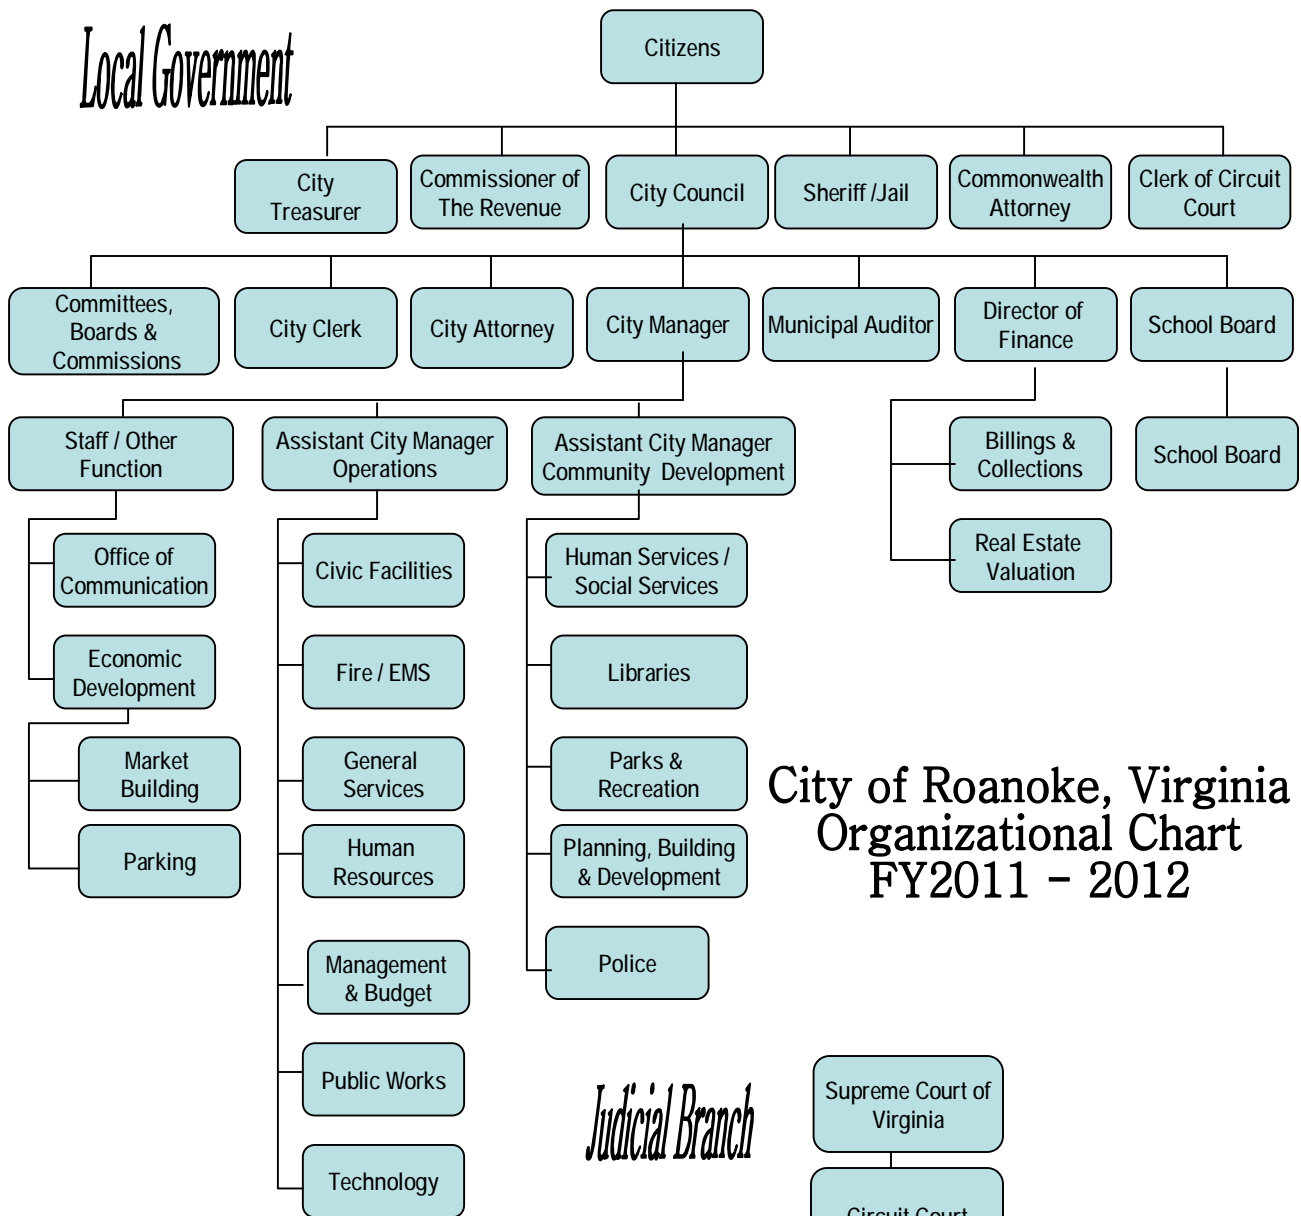 Local Government
Citizens
City
Treasurer
Commissioner of
The Revenue
City Council
Sheriff /Jail
Commonwealth
Attorney
Clerk of Circuit
Court
Committees,
Boards &
Commissions
City Clerk
City Attorney
City Manager
Municipal Auditor
Director of
Finance
School Board
Staff / Other
Function
Assistant City Manager
Operations
Assistant City Manager
Community Development
Billings &
Collections
School Board
Office of
Communication
Civic Facilities
Human Services /
Social Services
Real Estate
Valuation
Economic
Development
Fire / EMS
Libraries
Market
Building
General
Services
Parks &
Recreation
Parking
Human
Resources
Planning, Building
& Development
City of Roanoke, Virginia
Organizational Chart
FY2011 - 2012
Management
& Budget
Police
Public Works
Technology
Judicial Branch
Supreme Court of
Virginia
Circuit Court